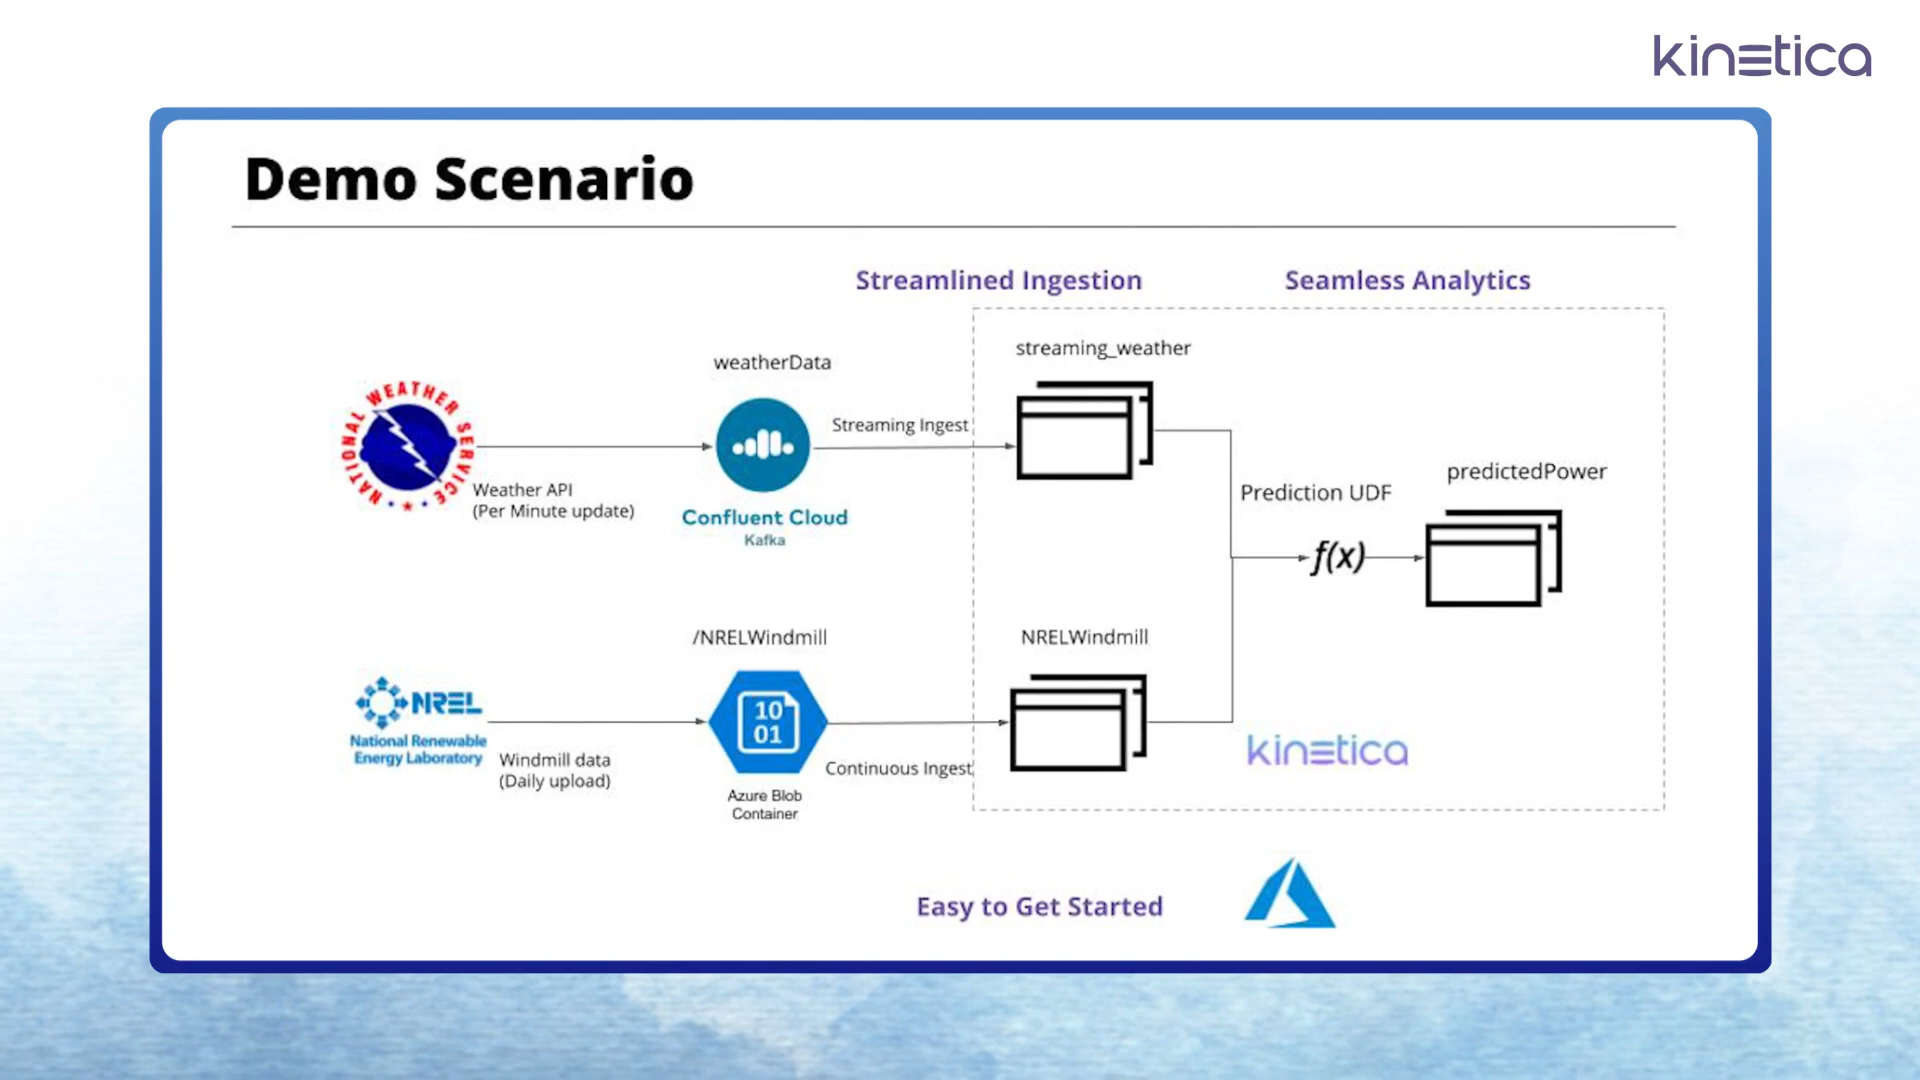 kinetica
Demo Scenario
Streamlined Ingestion
Seamless Analytics
weatherData
streaming_weather
NATIONAL WEATHER SERVICE
Streaming Ingest
Weather API
(Per Minute update)
Confluent Cloud
Kafka
Prediction UDF
predictedPower
f(x)
/NRELWindmill
NRELWindmill
NREL
National Renewable
Energy Laboratory
Windmill data
(Daily upload)
10
01
Continuous Ingest
Azure Blob
Container
kinetica
Easy to Get Started